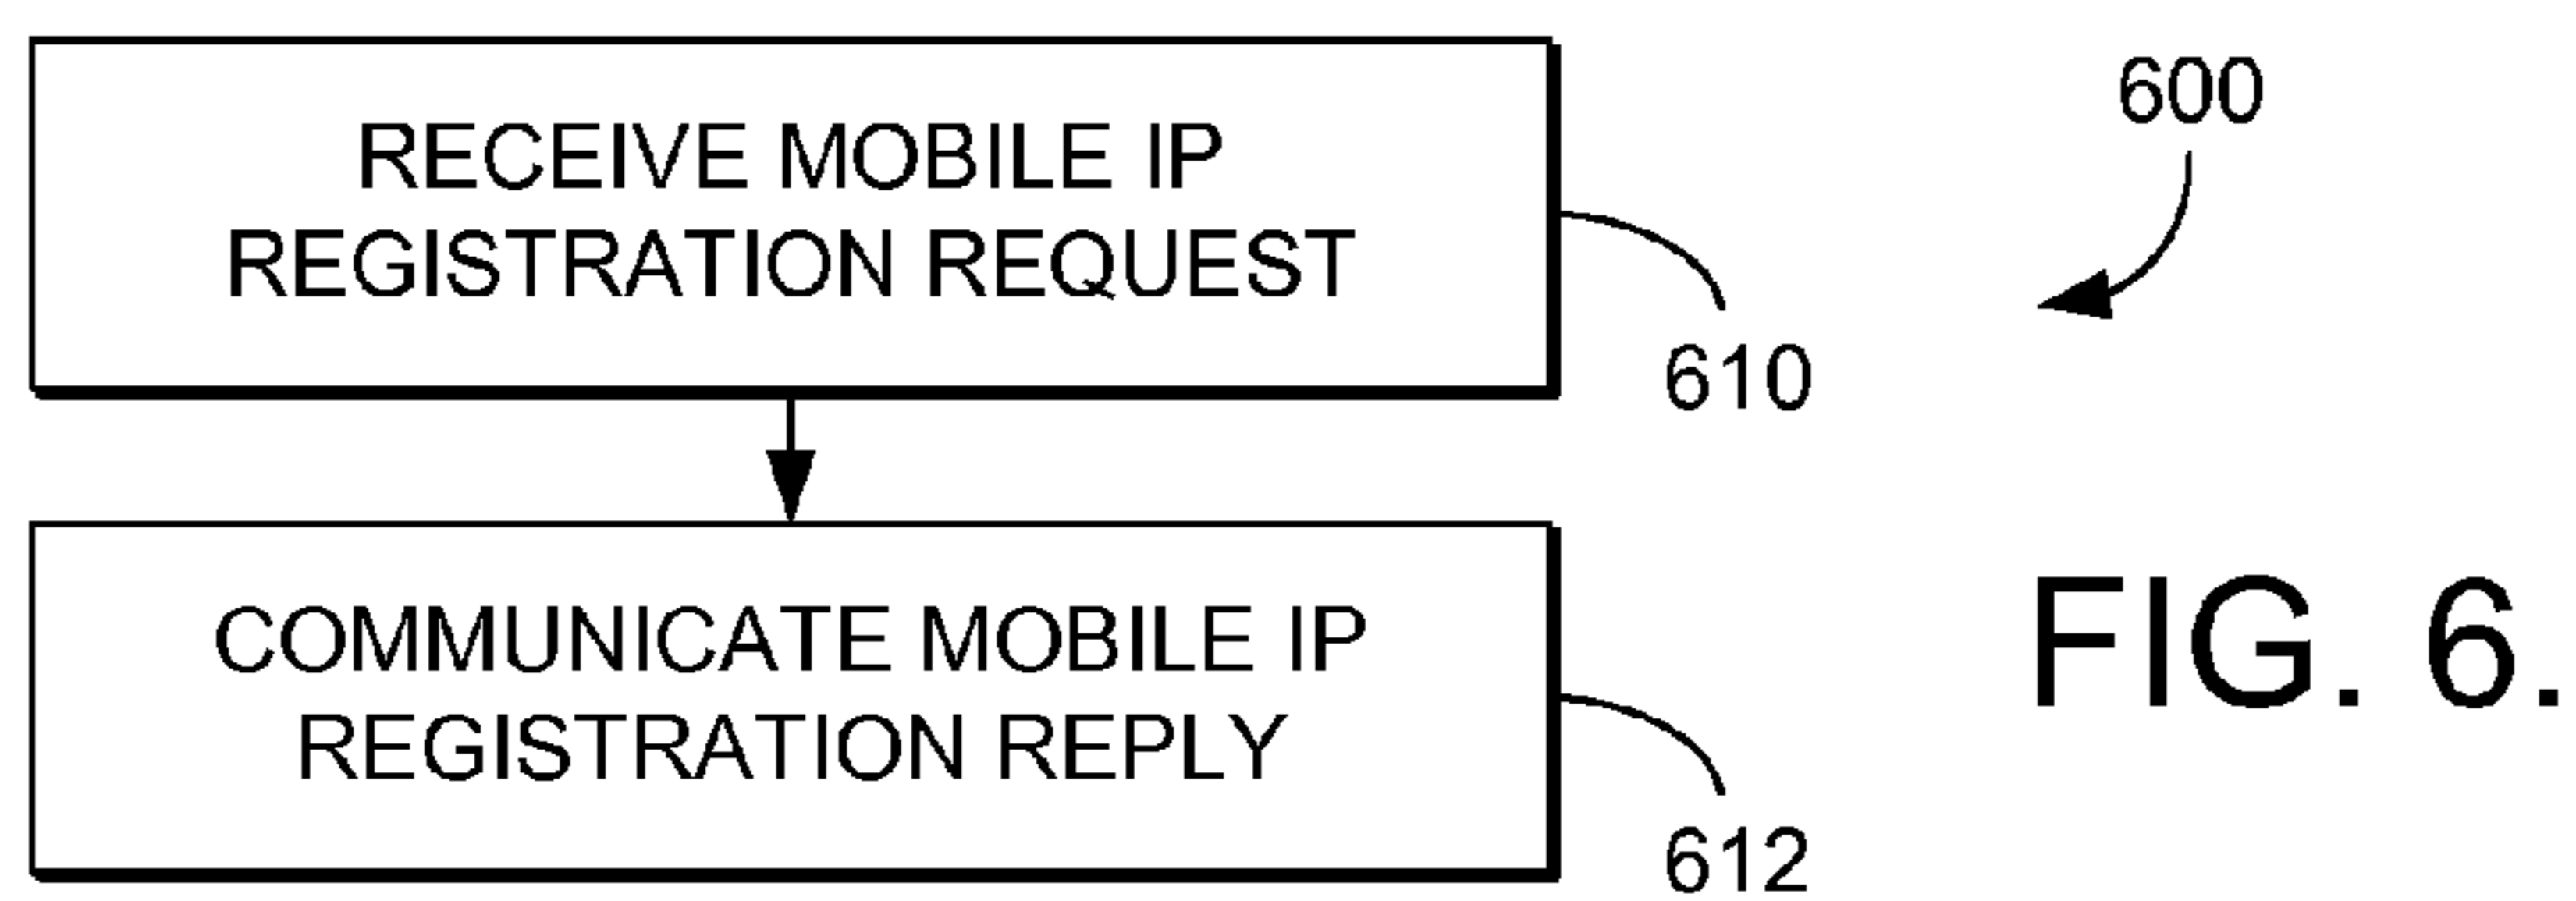 RECEIVE MOBILE IP
REGISTRATION REQUEST
600
610
COMMUNICATE MOBILE IP
REGISTRATION REPLY
612
FIG. 6.